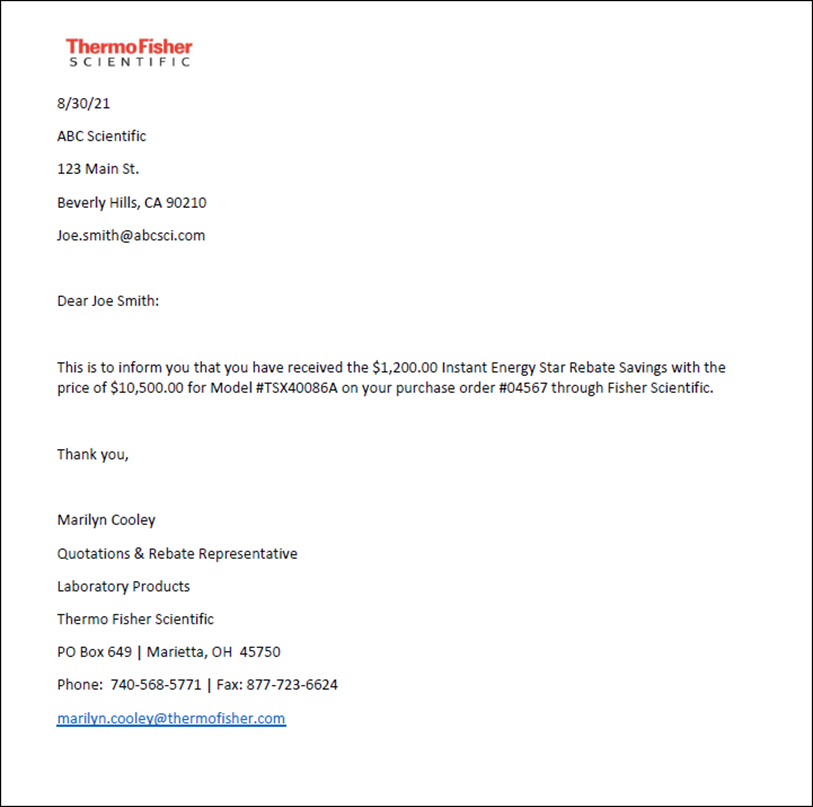 ThermoFisher
SCIENTIFIC
8/30/21
ABC Scientific
123 Main St.
Beverly Hills, CA 90210
Joe.smith@abcsci.com
Dear Joe Smith:
This is to inform you that you have received the $1,200.00 Instant Energy Star Rebate Savings with the
price of $10,500.00 for Model #TSX40086A on your purchase order #04567 through Fisher Scientific.
Thank you,
Marilyn Cooley
Quotations & Rebate Representative
Laboratory Products
Thermo Fisher Scientific
PO Box 649 | Marietta, OH  45750
Phone:  740-568-5771 | Fax: 877-723-6624
marilyn.cooley@thermofisher.com